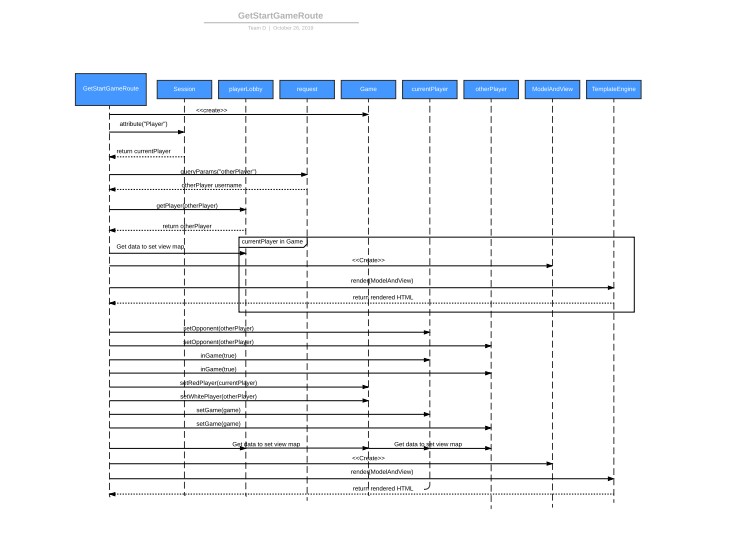 GetStartGameRoute
Team B | October 26, 2018
GetStartGameRoute
Session
playerLobby
request
Game
currentPlayer
otherPlayer
ModelAndView
TemplateEngine
<<create>>
attribute("Player")
return currentPlayer
queryParams("otherPlayer")
otherPlayer username
getPlayer(otherPlayer)
return otherPlayer
currentPlayer in Game
Get data to set view map
<<Create>>
render(ModelAndView)
return rendered HTML
setOpponent(otherPlayer)
setOpponent(otherPlayer)
inGame(true)
inGame(true)
setRedPlayer(currentPlayer)
setWhitePlayer(otherPlayer)
setGame(game)
setGame(game)
Get data to set view map
Get data to set view map
<<Create>>
render(ModelAndView)
return rendered HTML